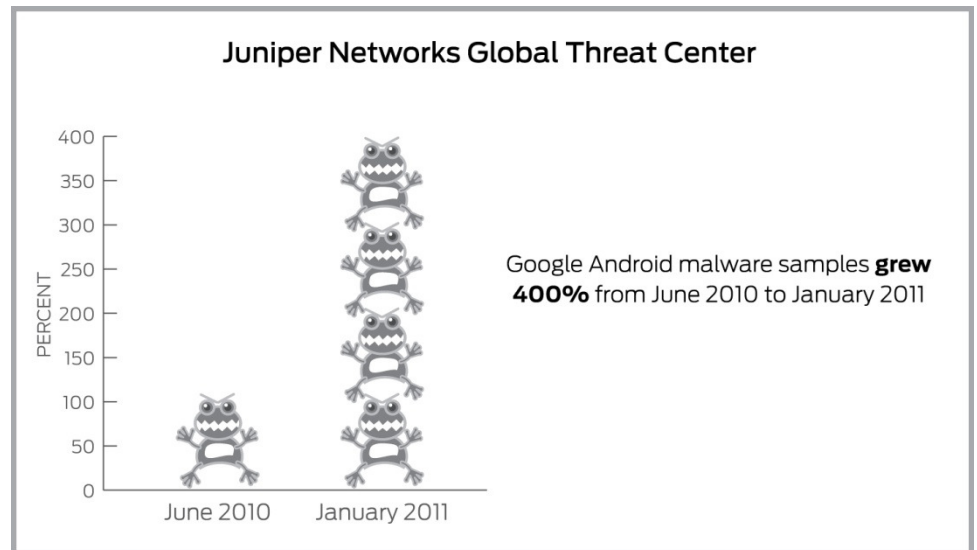 Juniper Networks Global Threat Center
400
350
300
250
200
150
100
50
0
PERCENT
June 2010
January 2011
Google Android malware samples grew
400% from June 2010 to January 2011